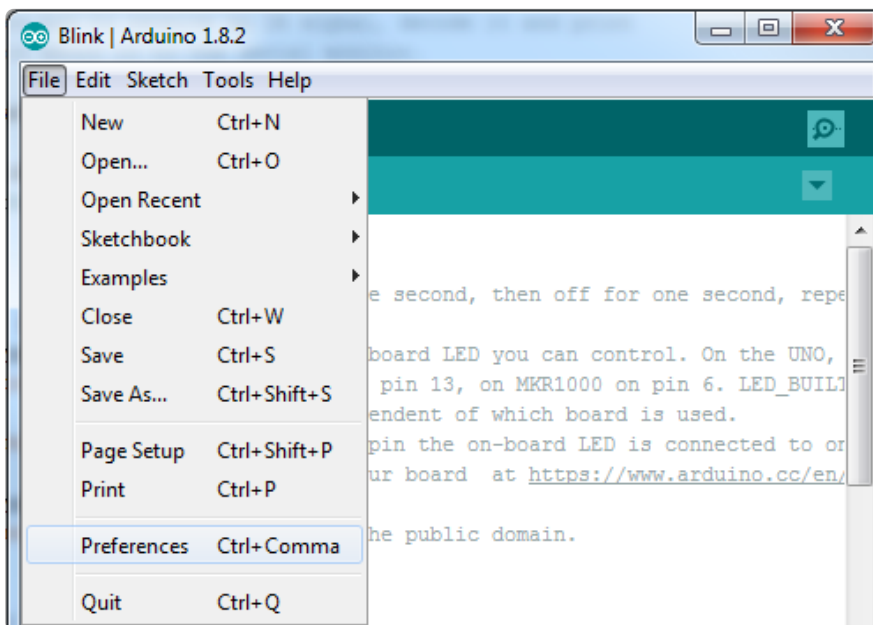 Blink | Arduino 1.8.2
File Edit Sketch Tools Help
New Ctrl+N
Open... Ctrl+O
Open Recent
Sketchbook
Examples
Close Ctrl+W
Save Ctrl+S
Save As... Ctrl+Shift+S
Page Setup Ctrl+Shift+P
Print Ctrl+P
Preferences Ctrl+Comma
Quit Ctrl+Q
e second, then off for one second, repe
board LED you can control. On the UNO,
pin 13, on MKR1000 on pin 6. LED_BUILT
endent of which board is used.
pin the on-board LED is connected to on
ur board at https://www.arduino.cc/en/
he public domain.